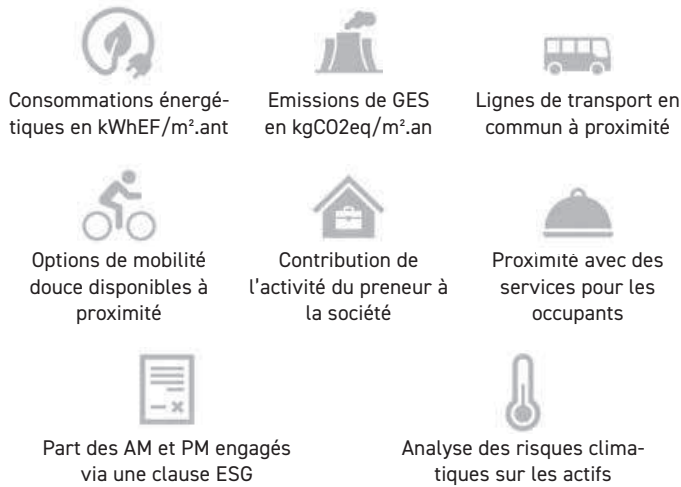 Consommations énergé-
tiques en kWhEF/m².ant
Emissions de GES
en kgCO2eq/m².an
Lignes de transport en
commun à proximité
Options de mobilité
douce disponibles à
proximité
Contribution de
l'activité du preneur à
la société
Proximité avec des
services pour les
occupants
Part des AM et PM engagés
via une clause ESG
Analyse des risques clima-
tiques sur les actifs